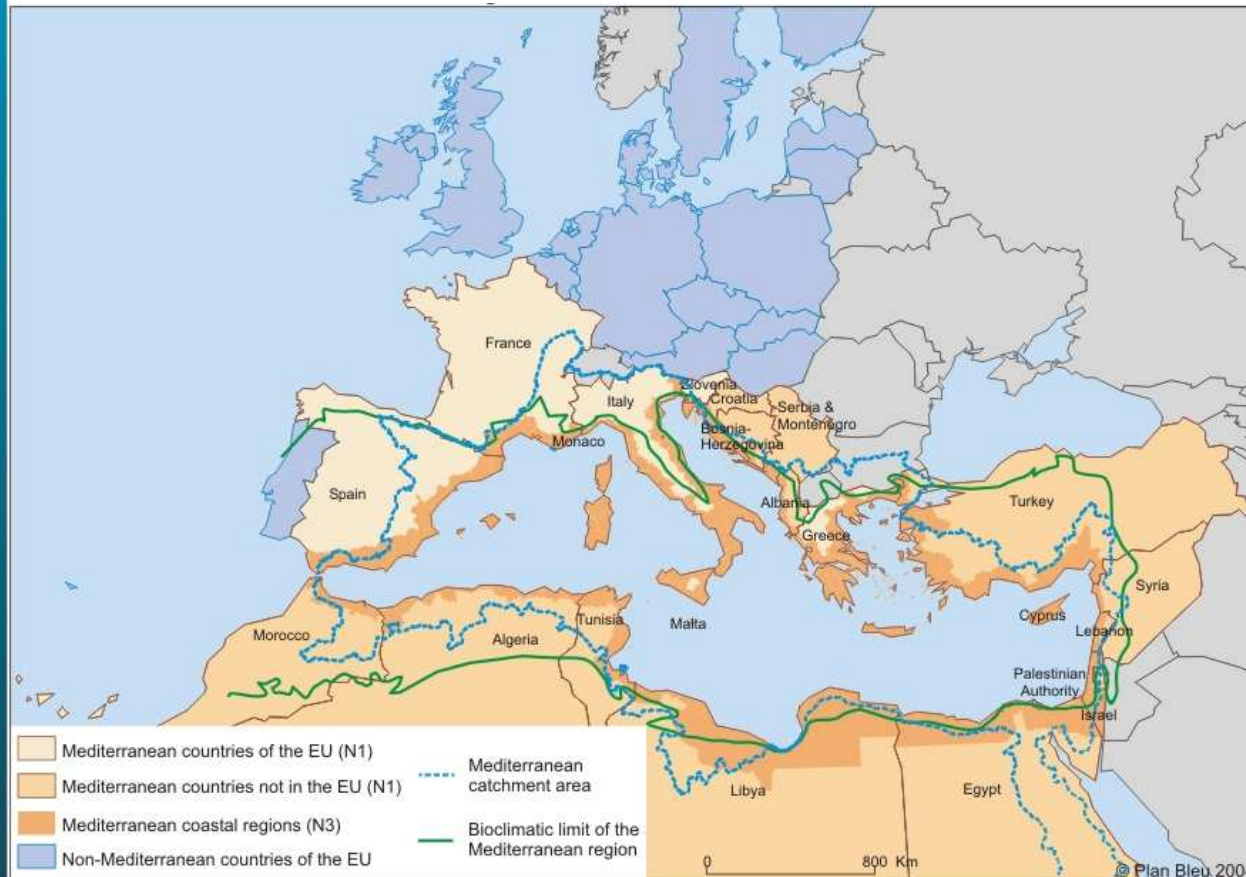 France
Slovenia
Croatia
Italy
Serbia &
Montenegro
Bosnia-
Herzegovina
Monaco
Spain
Albania
Turkey
Greece
Syria
Cyprus
Lebanon
Tunisia
Malta
Morocco
Algeria
Palestinian
Authority
Israel
Libya
Egypt
Mediterranean countries of the EU (N1)
Mediterranean countries not in the EU (N1)
Mediterranean coastal regions (N3)
Non-Mediterranean countries of the EU
Mediterranean
catchment area
Bioclimatic limit of the
Mediterranean region
0 800 Km
© Plan Bleu 200